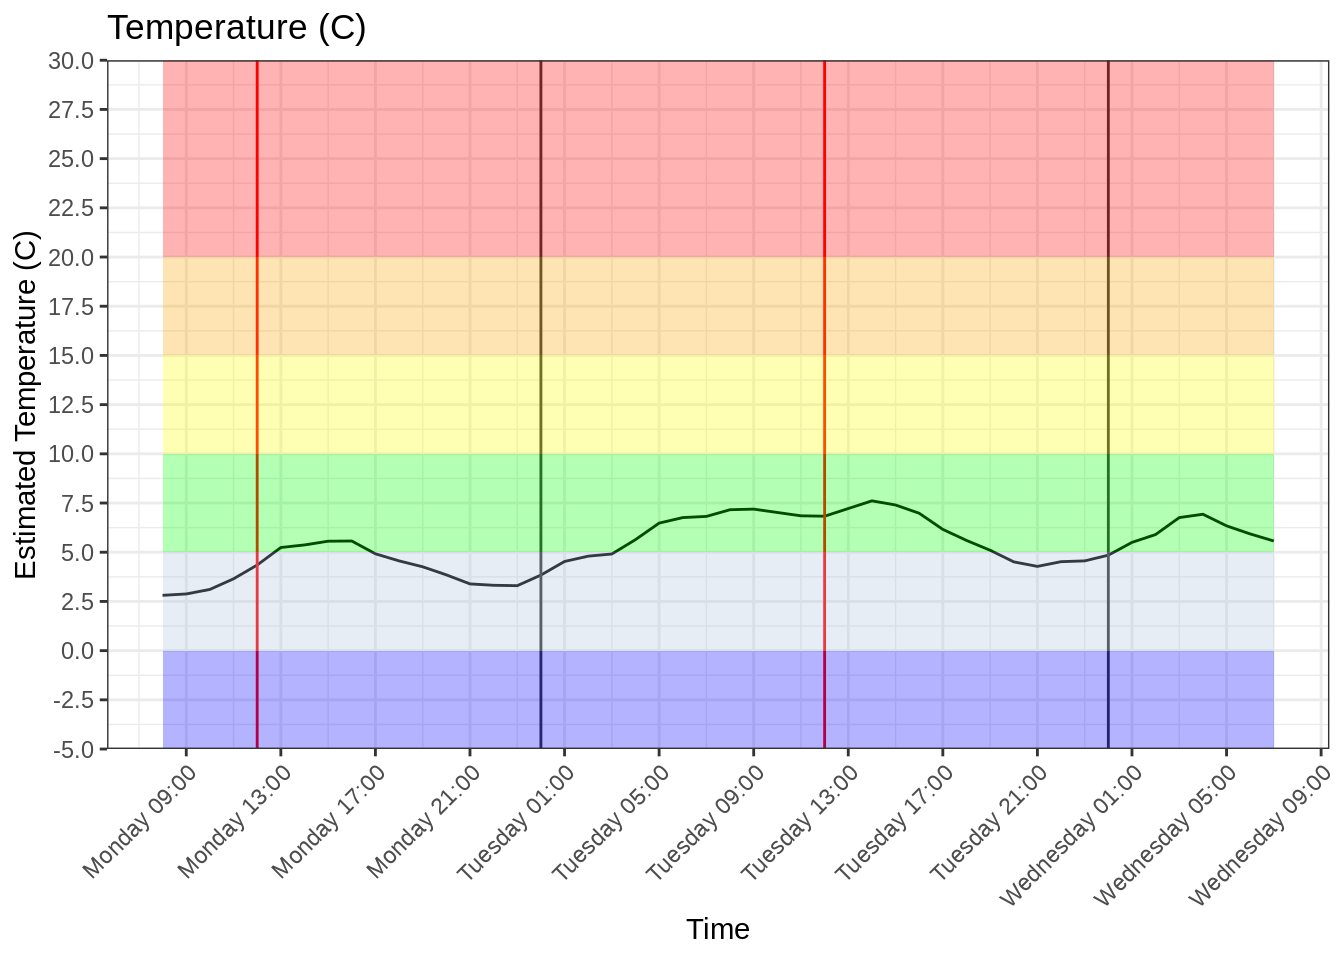 Temperature (C)
30.0
27.5
25.0
22.5
20.0
17.5
15.0
12.5
10.0
7.5
5.0
2.5
0.0
-2.5
-5.0
Estimated Temperature (C)
Monday 09:00
Monday 13:00
Monday 17:00
Monday 21:00
Tuesday 01:00
Tuesday 05:00
Tuesday 09:00
Tuesday 13:00
Tuesday 17:00
Tuesday 21:00
Wednesday 01:00
Wednesday 05:00
Wednesday 09:00
Time